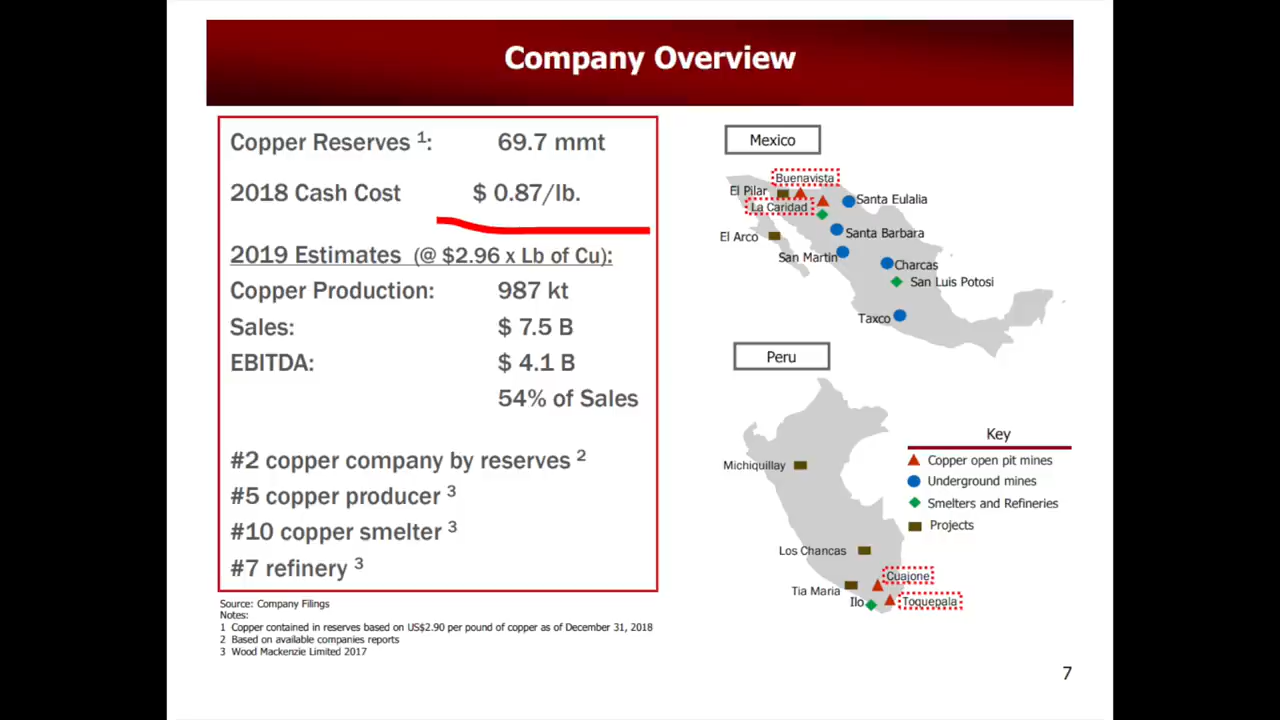 Company Overview
Copper Reserves 1: 69.7 mmt
2018 Cash Cost $ 0.87/lb.
2019 Estimates (@ $2.96 x Lb of Cu):
Copper Production: 987 kt
Sales: $ 7.5 B
EBITDA: $ 4.1 B
54% of Sales
#2 copper company by reserves 2
#5 copper producer 3
#10 copper smelter 3
#7 refinery 3
Source: Company Filings
Notes:
1 Copper contained in reserves based on US$2.90 per pound of copper as of December 31, 2018
2 Based on available companies reports
3 Wood Mackenzie Limited 2017
Mexico
Buenavista
El Pilar
La Caridad
Santa Eulalia
El Arco
Santa Barbara
San Martin
Charcas
San Luis Potosi
Taxco
Peru
Michiquillay
Los Chancas
Cuajone
Tia Maria
Ilo
Toquepala
Key
Copper open pit mines
Underground mines
Smelters and Refineries
Projects
7